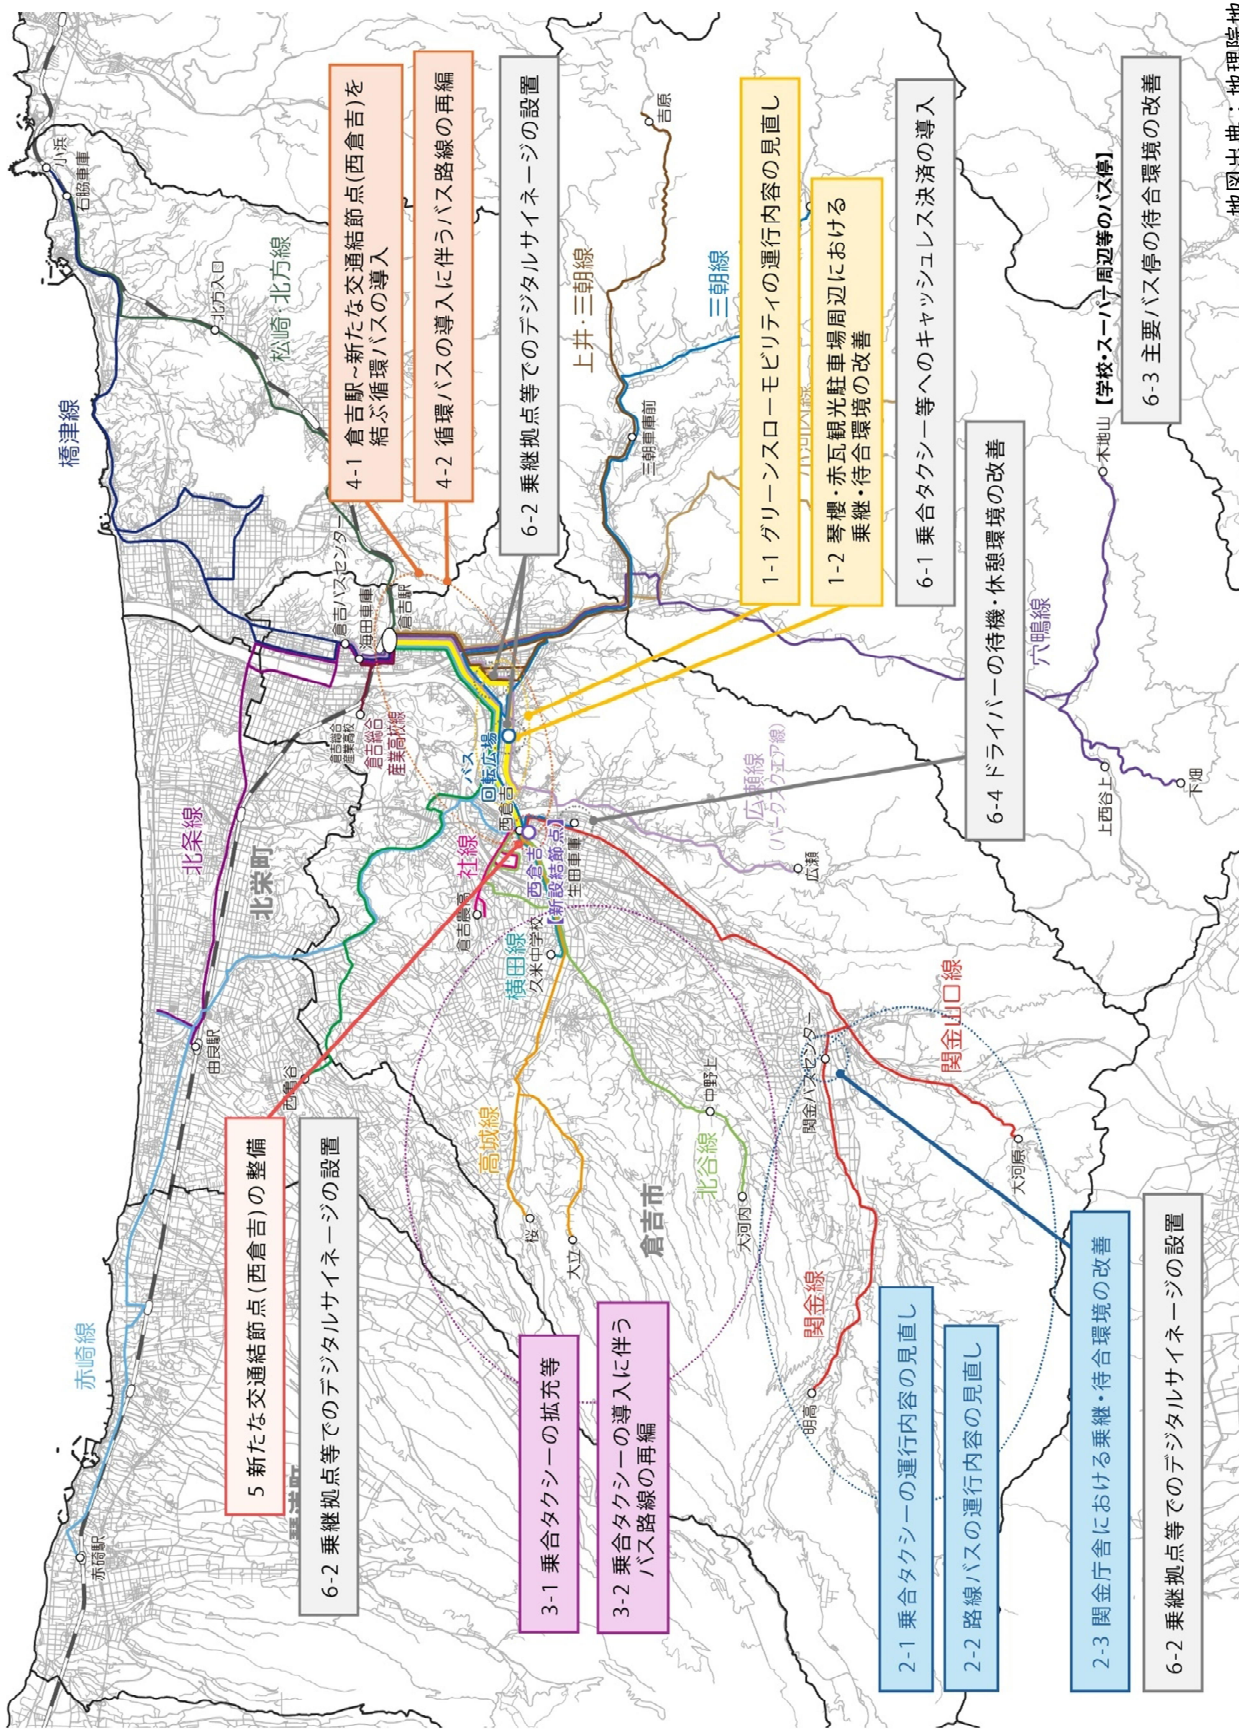 5 新たな交通結節点(西倉吉)の整備
6-2 乗継拠点等でのデジタルサイネージの設置
4-1 倉吉駅~新たな交通結節点(西倉吉)を
結ぶ循環バスの導入
4-2 循環バスの導入に伴うバス路線の再編
6-2 乗継拠点等でのデジタルサイネージの設置
1-1 グリーンスローモビリティの運行内容の見直し
1-2 琴櫻・赤瓦観光駐車場周辺における
乗継・待合環境の改善
6-1 乗合タクシー等へのキャッシュレス決済の導入
6-4 ドライバーの待機・休憩環境の改善
【学校・スーパー周辺等のバス停】
6-3 主要バス停の待合環境の改善
3-1 乗合タクシーの拡充等
3-2 乗合タクシーの導入に伴う
バス路線の再編
2-1 乗合タクシーの運行内容の見直し
2-2 路線バスの運行内容の見直し
2-3 関金庁舎における乗継・待合環境の改善
6-2 乗継拠点等でのデジタルサイネージの設置
赤崎線
赤碕駅
由良駅
西亀谷
北条線
北栄町
橋津線
小浜
石脇車庫
北方入口
松崎・北方線
倉吉バスセンター
海田車庫
倉吉駅
倉吉総合
産業高校
倉吉総合
産業高校線
バス
回転広場
西倉吉
西倉吉
【新設結節点】
生田車庫
社線
倉吉農高
横田線
久米中学校
高城線
桜
大立
倉吉市
北谷線
中野上
大河内
関金線
明高
関金バスセンター
関金山口線
大河原
広瀬線
(パークスクエア線)
広瀬
上井・三朝線
吉原
三朝線
三朝車庫前
穴鴨線
木地山
上西谷上
下畑
地図出典:地理院地